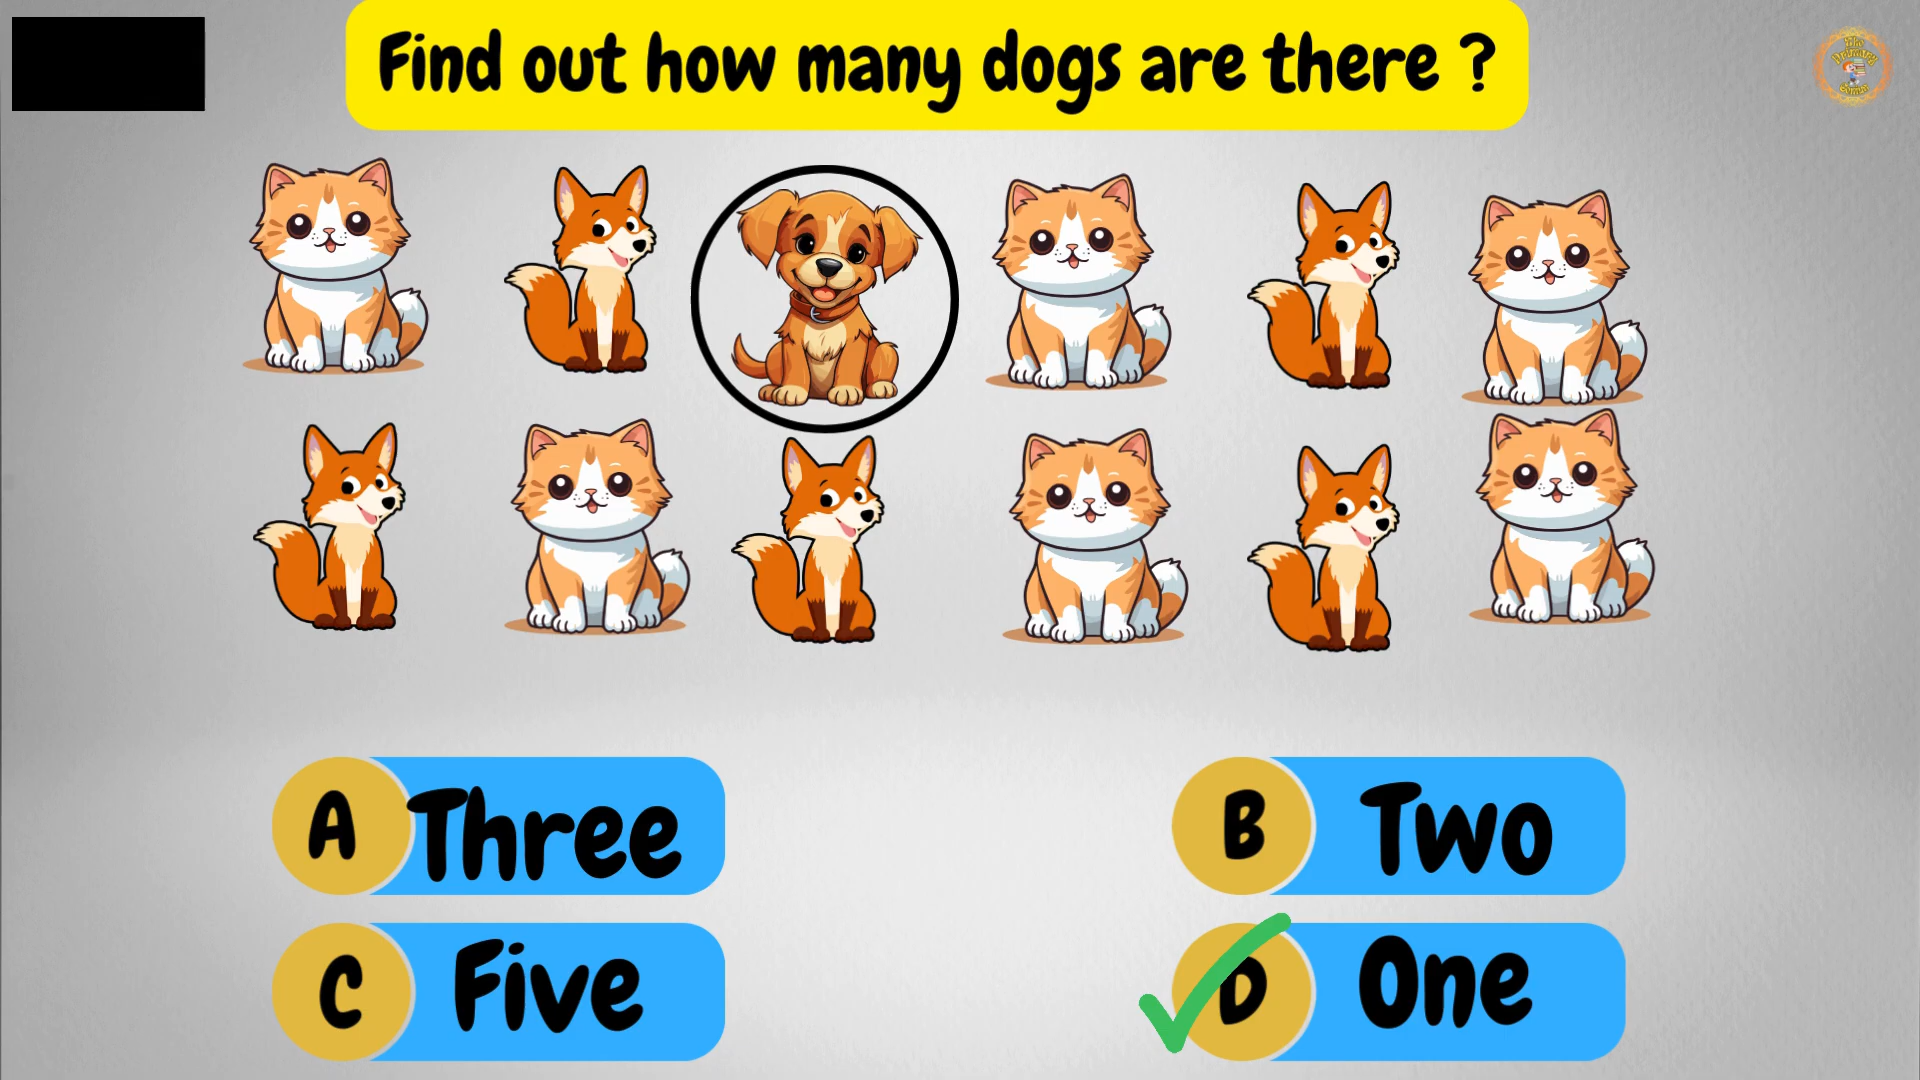 Find out how many dogs are there ?
A Three
B Two
C Five
D One